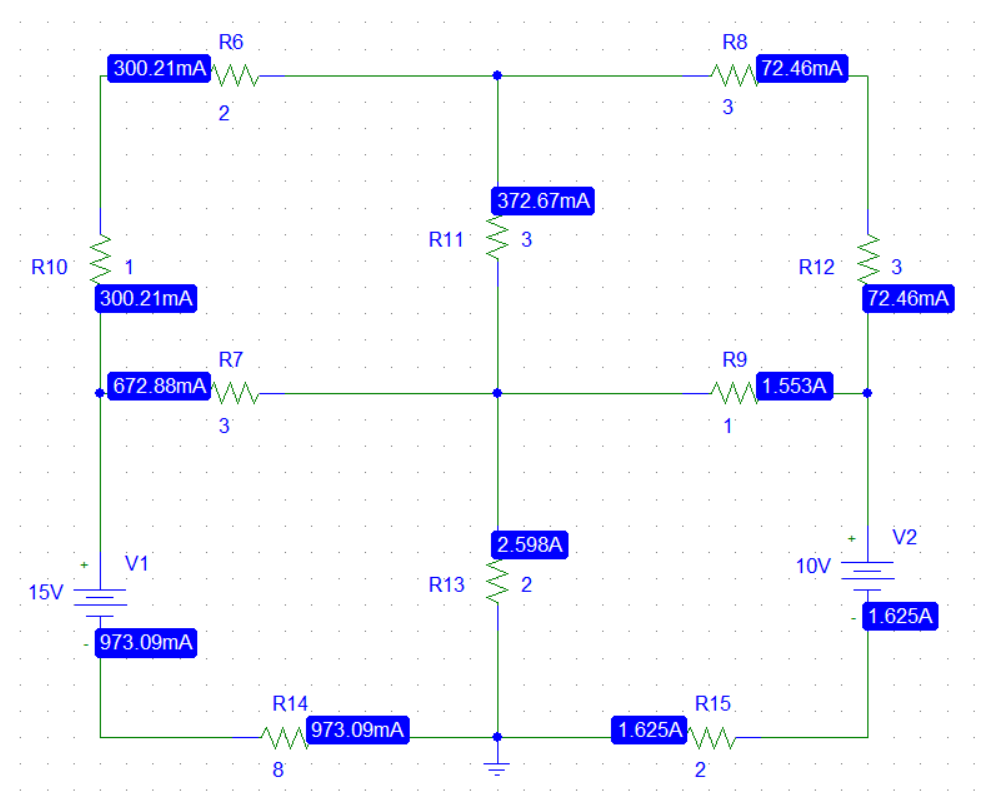 R6
R8
300.21mA
72.46mA
2
3
372.67mA
R11
3
R10
1
R12
3
300.21mA
72.46mA
R7
R9
672.88mA
1.553A
3
1
2.598A
V2
+
+
V1
10V
R13
2
15V
1.625A
-
973.09mA
-
R14
R15
973.09mA
1.625A
8
2